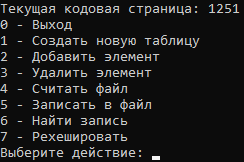 Текущая кодовая страница: 1251
0 - Выход
1 - Создать новую таблицу
2 - Добавить элемент
3 - Удалить элемент
4 - Считать файл
5 - Записать в файл
6 - Найти запись
7 - Рехешировать
Выберите действие: